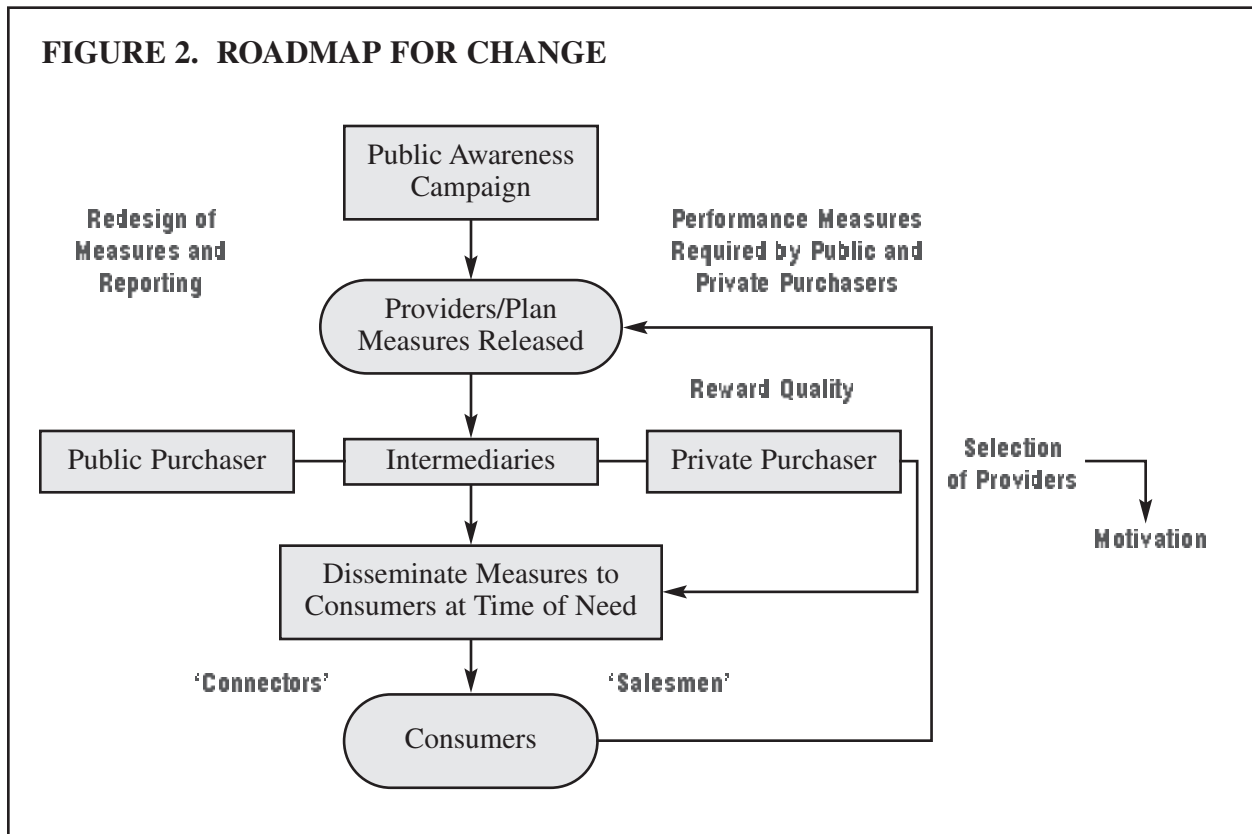 FIGURE 2. ROADMAP FOR CHANGE
Public Awareness
Campaign
Redesign of
Measures and
Reporting
Performance Measures
Required by Public and
Private Purchasers
Providers/Plan
Measures Released
Reward Quality
Public Purchaser
Intermediaries
Private Purchaser
Selection
of Providers
Motivation
Disseminate Measures to
Consumers at Time of Need
‘Connectors’
‘Salesmen’
Consumers